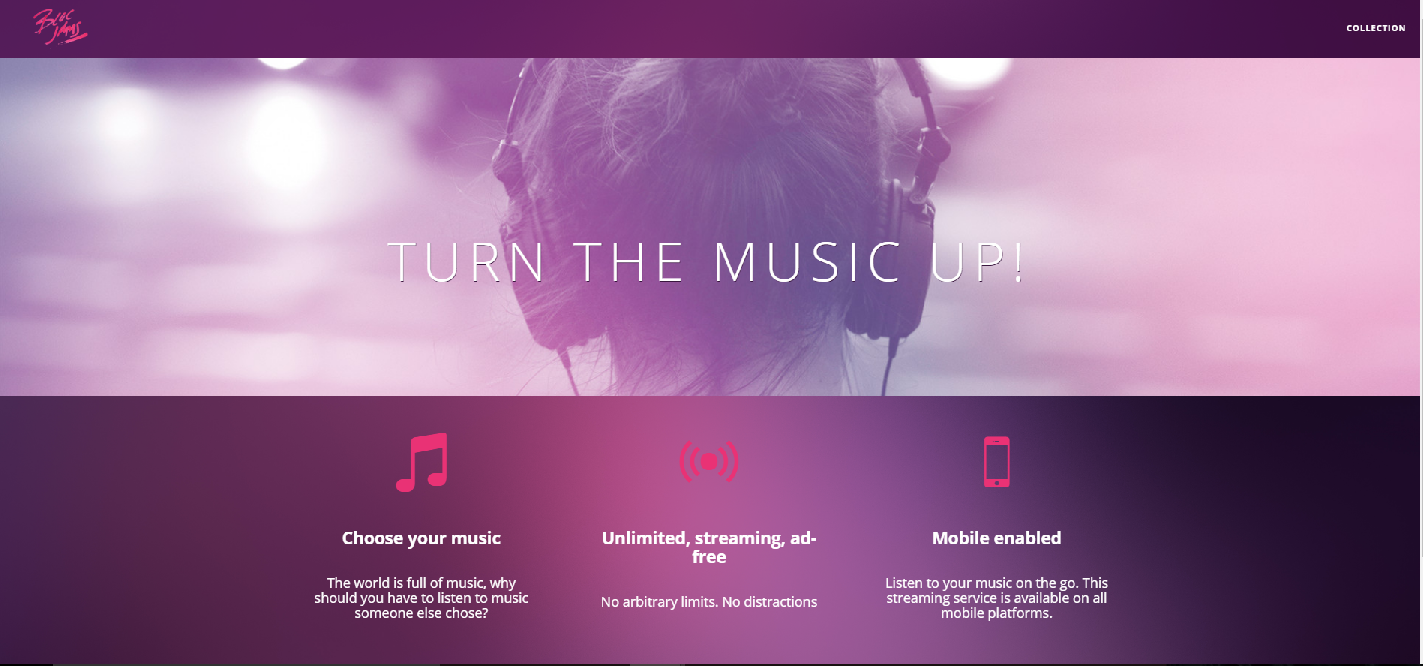 BLOC
JAMS
COLLECTION
TURN THE MUSIC UP!
Choose your music
The world is full of music, why
should you have to listen to music
someone else chose?
Unlimited, streaming, ad-
free
No arbitrary limits. No distractions
Mobile enabled
Listen to your music on the go. This
streaming service is available on all
mobile platforms.